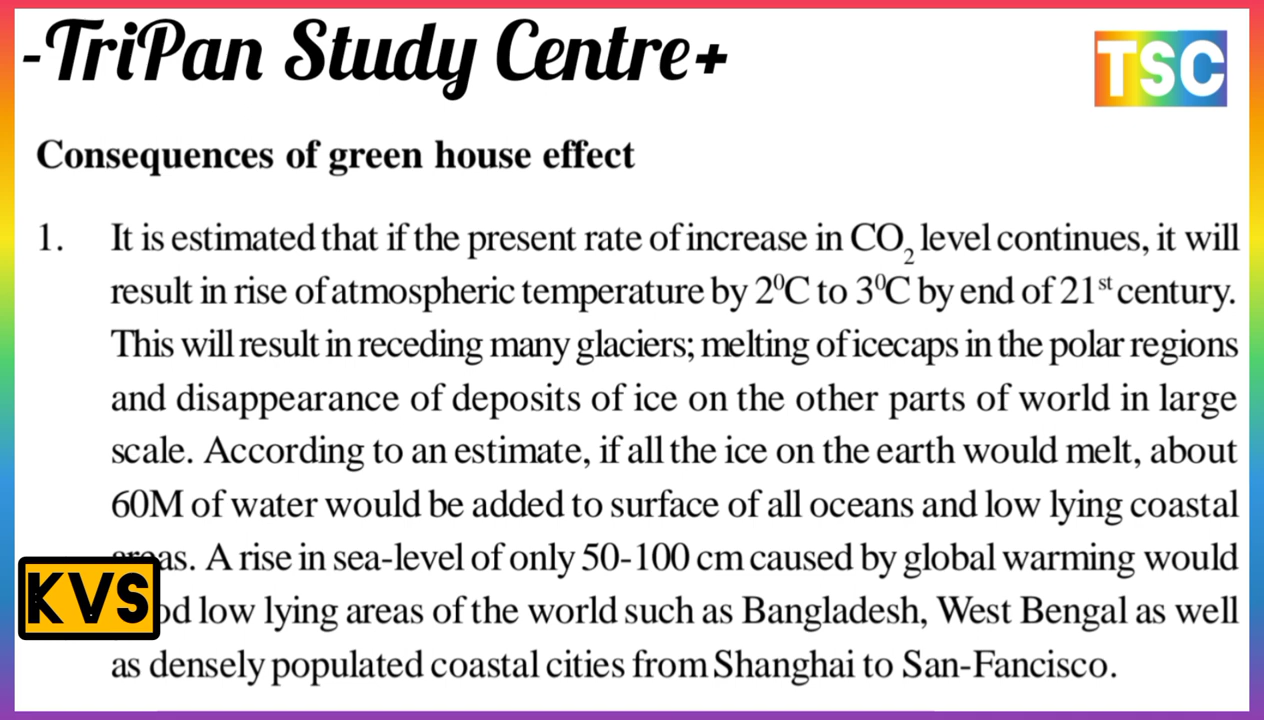 -TriPan Study Centre+
TSC
Consequences of green house effect
1. It is estimated that if the present rate of increase in CO₂ level continues, it will
result in rise of atmospheric temperature by 2⁰C to 3⁰C by end of 21ˢᵗ century.
This will result in receding many glaciers; melting of icecaps in the polar regions
and disappearance of deposits of ice on the other parts of world in large
scale. According to an estimate, if all the ice on the earth would melt, about
60M of water would be added to surface of all oceans and low lying coastal
areas. A rise in sea-level of only 50-100 cm caused by global warming would
low lying areas of the world such as Bangladesh, West Bengal as well
as densely populated coastal cities from Shanghai to San-Fancisco.
KVS